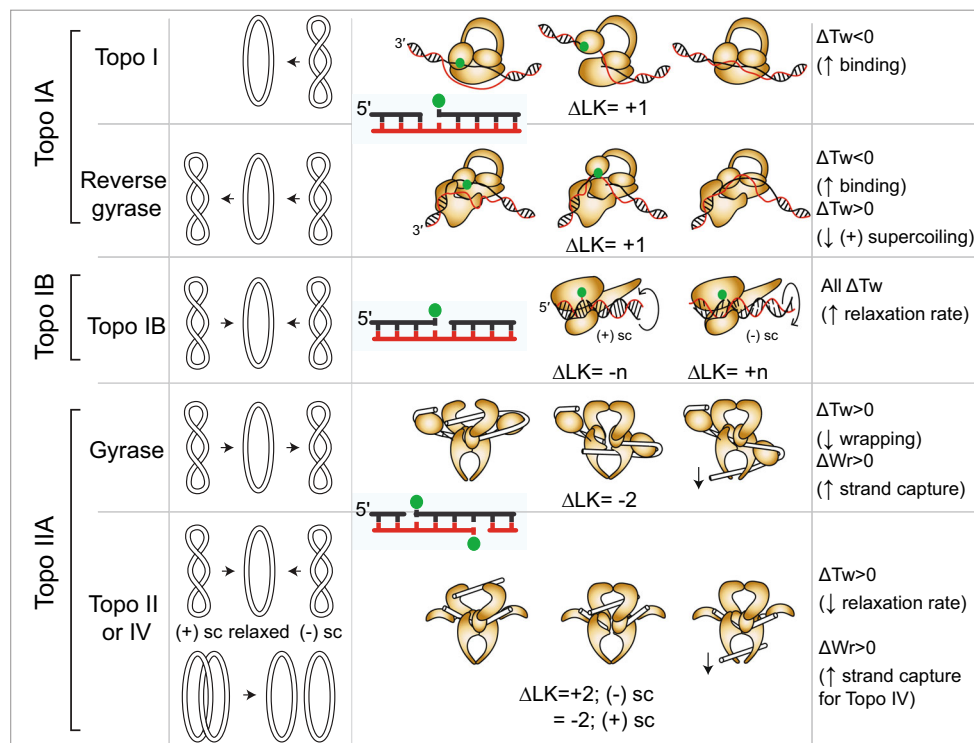 Topo IA
Topo I
3′
ΔLK= +1
5'
ΔTw<0
(↑ binding)
Reverse
gyrase
3′
ΔLK= +1
ΔTw<0
(↑ binding)
ΔTw>0
(↓ (+) supercoiling)
Topo IB
Topo IB
5′
(+) sc
(-) sc
ΔLK= -n
ΔLK= +n
All ΔTw
(↑ relaxation rate)
Topo IIA
Gyrase
ΔLK= -2
5'
ΔTw>0
(↓ wrapping)
ΔWr>0
(↑ strand capture)
Topo II
or IV
(+) sc relaxed (-) sc
ΔLK=+2; (-) sc
= -2; (+) sc
ΔTw>0
(↓ relaxation rate)
ΔWr>0
(↑ strand capture
for Topo IV)